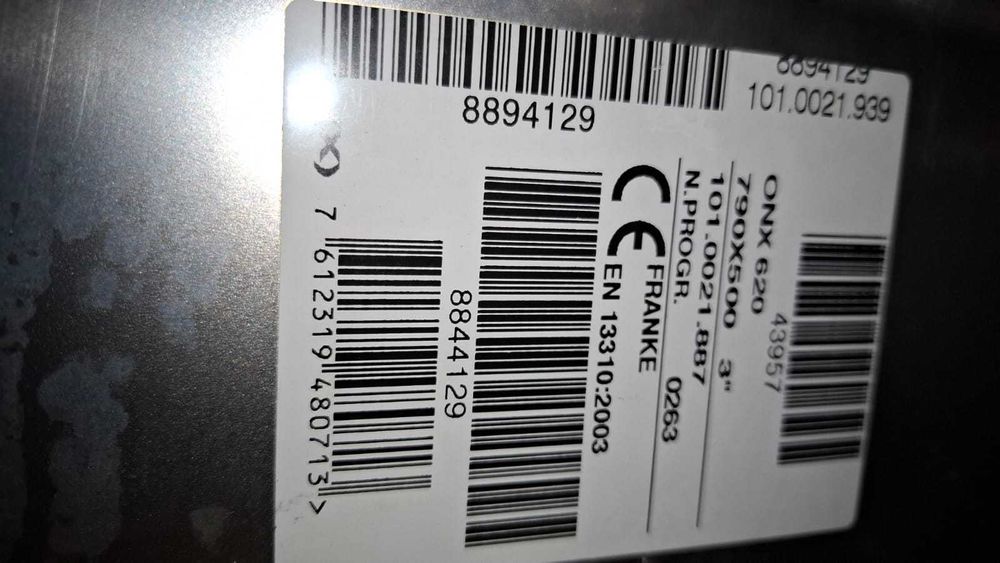 8894129
8894129
101.0021.939
ONX 620
43957
790X500 3"
101.0021.887
N.PROGR. 0263
CE FRANKE
EN 13310:2003
8844129
7 612319 480713 >